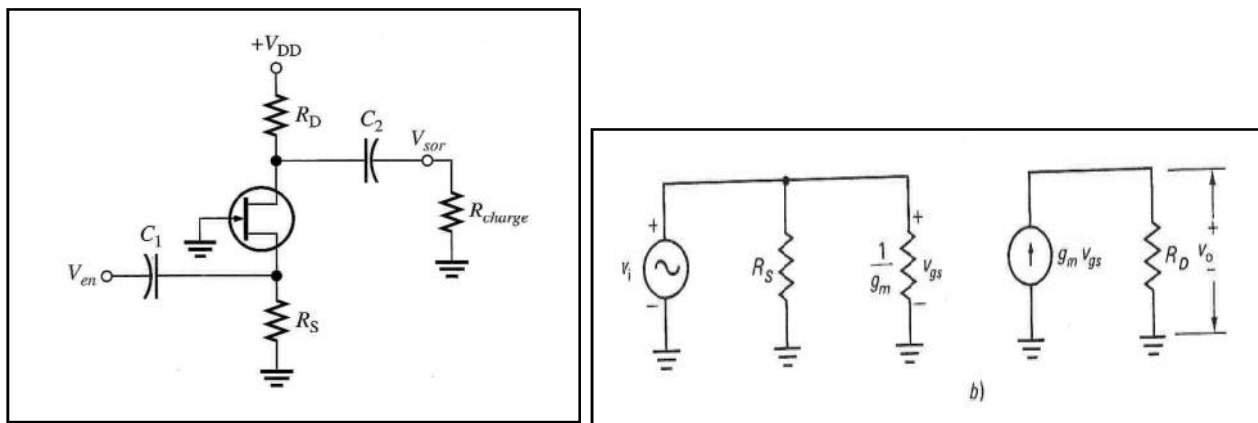 +V_DD
R_D
C_2
V_sor
R_charge
C_1
V_en
R_S
+
v_i
−
R_S
1/g_m
+
v_gs
−
g_m v_gs
R_D
+
v_o
−
b)